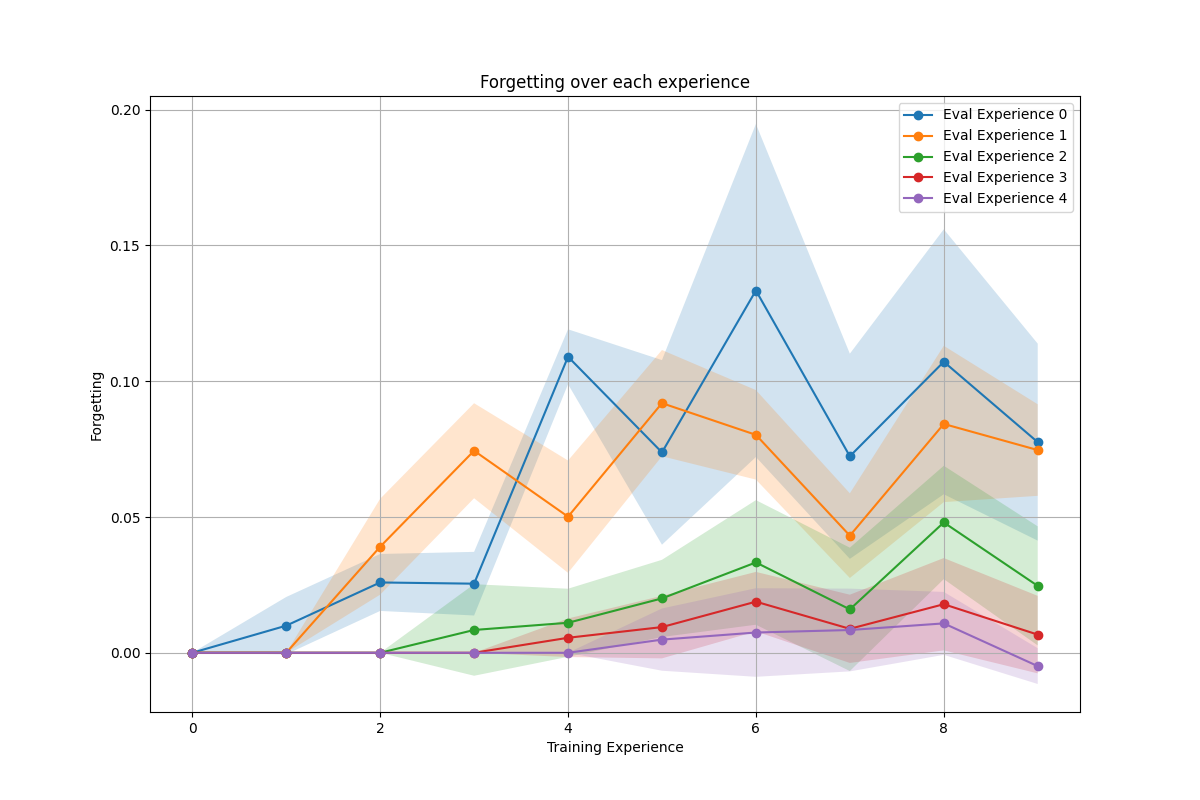 Forgetting over each experience
0.20
0.15
0.10
0.05
0.00
Forgetting
0 2 4 6 8
Training Experience
Eval Experience 0
Eval Experience 1
Eval Experience 2
Eval Experience 3
Eval Experience 4